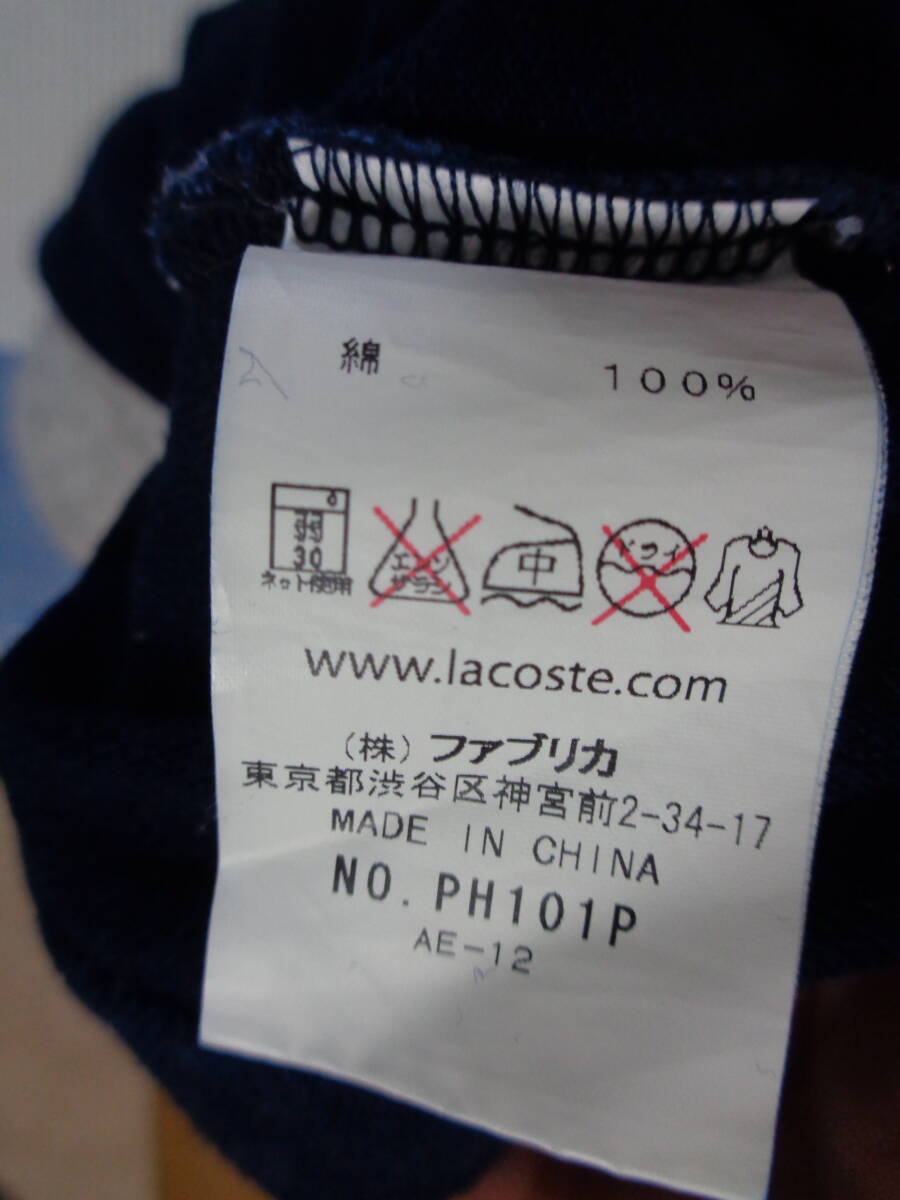 綿 100%
弱
30
ネット使用
エンソ
サラシ
中
ドライ
www.lacoste.com
(株)ファブリカ
東京都渋谷区神宮前2-34-17
MADE IN CHINA
NO. PH101P
AE-12